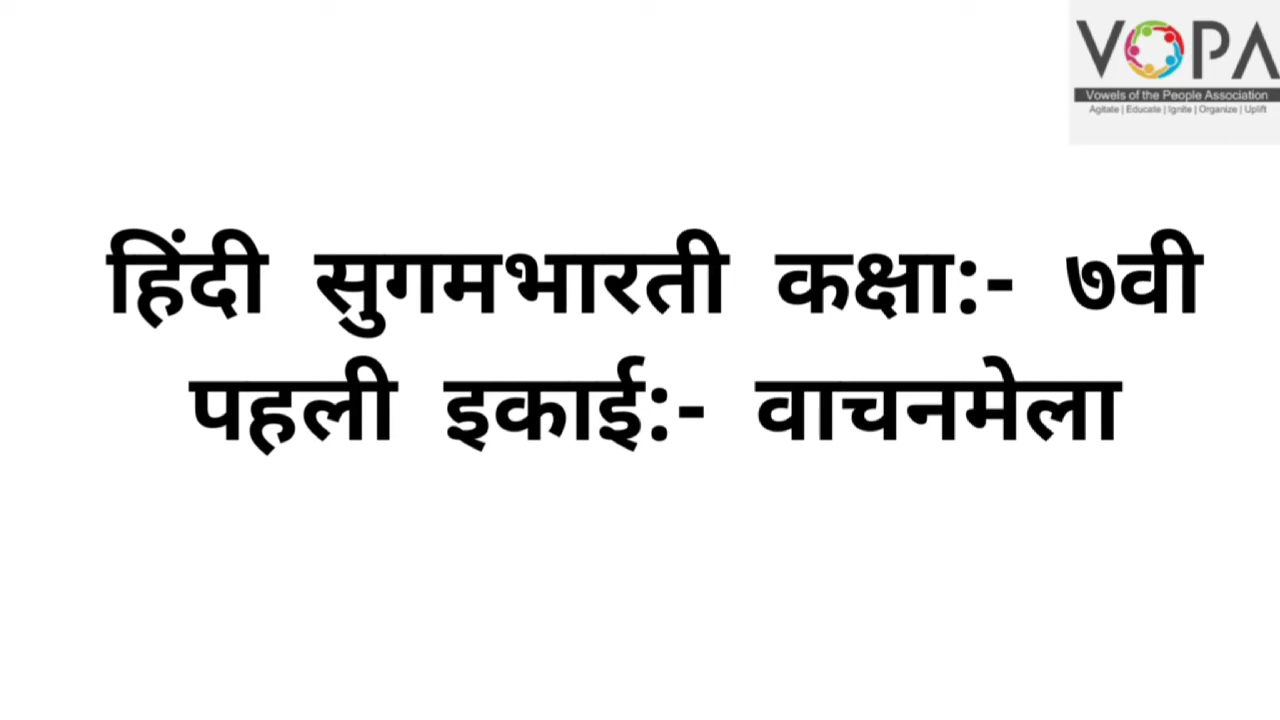 VOPA
Vowels of the People Association
Agitate | Educate | Ignite | Organize | Uplift
हिंदी सुगमभारती कक्षा:- ७वी
पहली इकाई:- वाचनमेला